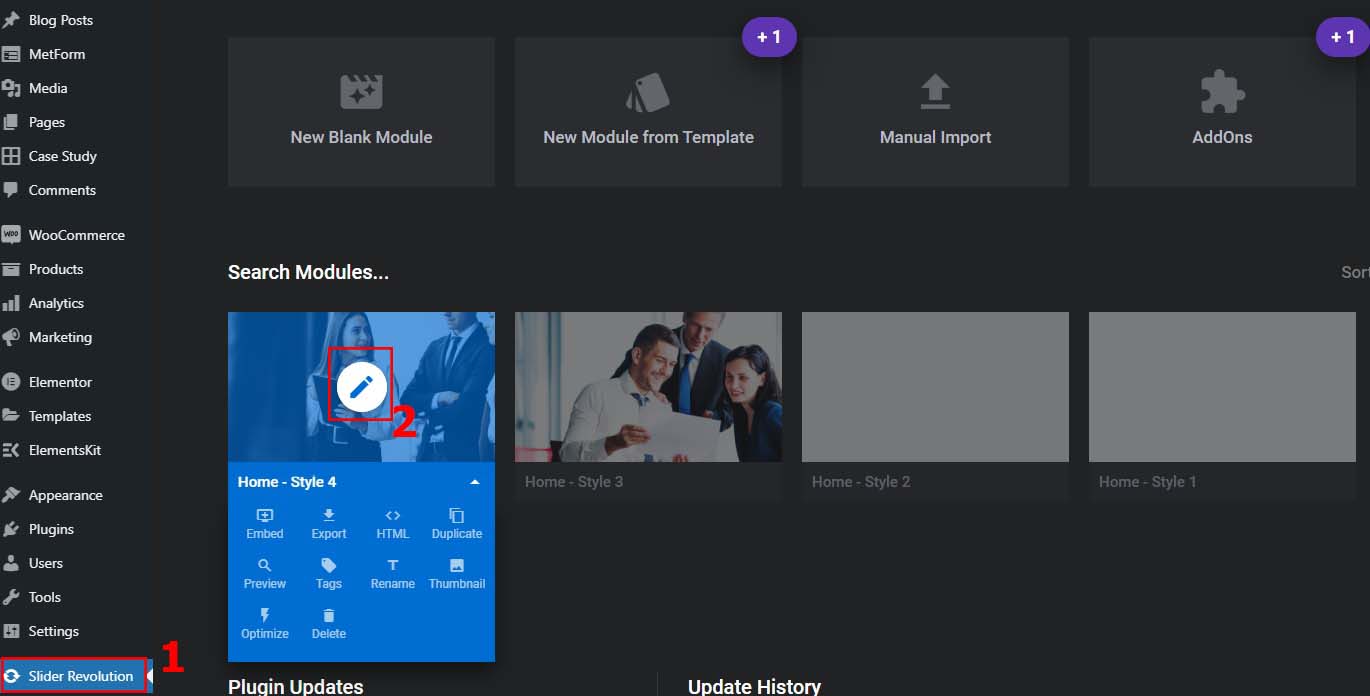 Blog Posts
MetForm
Media
Pages
Case Study
Comments
WOO
WooCommerce
Products
Analytics
Marketing
Elementor
Templates
ElementsKit
Appearance
Plugins
Users
Tools
Settings
Slider Revolution
1
+ 1
+ 1
New Blank Module
New Module from Template
Manual Import
AddOns
Search Modules...
Sort
2
Home - Style 4
Home - Style 3
Home - Style 2
Home - Style 1
Embed
Export
HTML
Duplicate
Preview
Tags
Rename
Thumbnail
Optimize
Delete
Plugin Updates
Update History